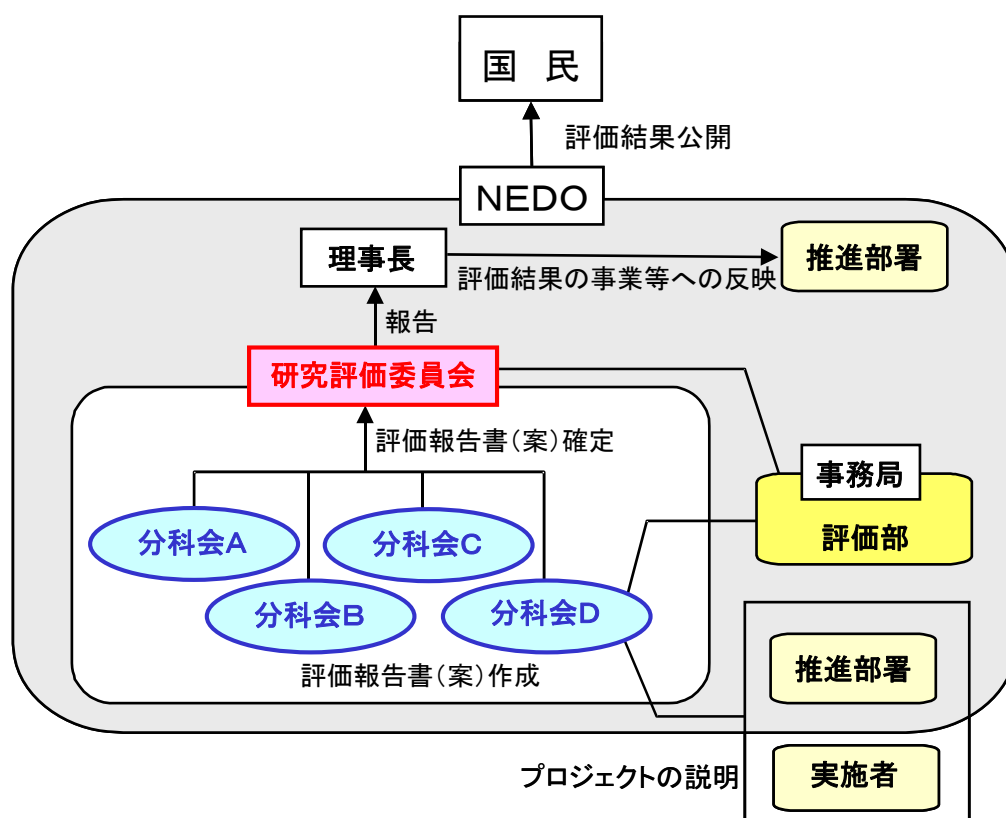 国　民
評価結果公開
ＮＥＤＯ
理事長
推進部署
評価結果の事業等への反映
報告
研究評価委員会
評価報告書（案）確定
事務局
評価部
分科会Ａ
分科会Ｃ
分科会Ｂ
分科会Ｄ
評価報告書（案）作成
推進部署
プロジェクトの説明
実施者